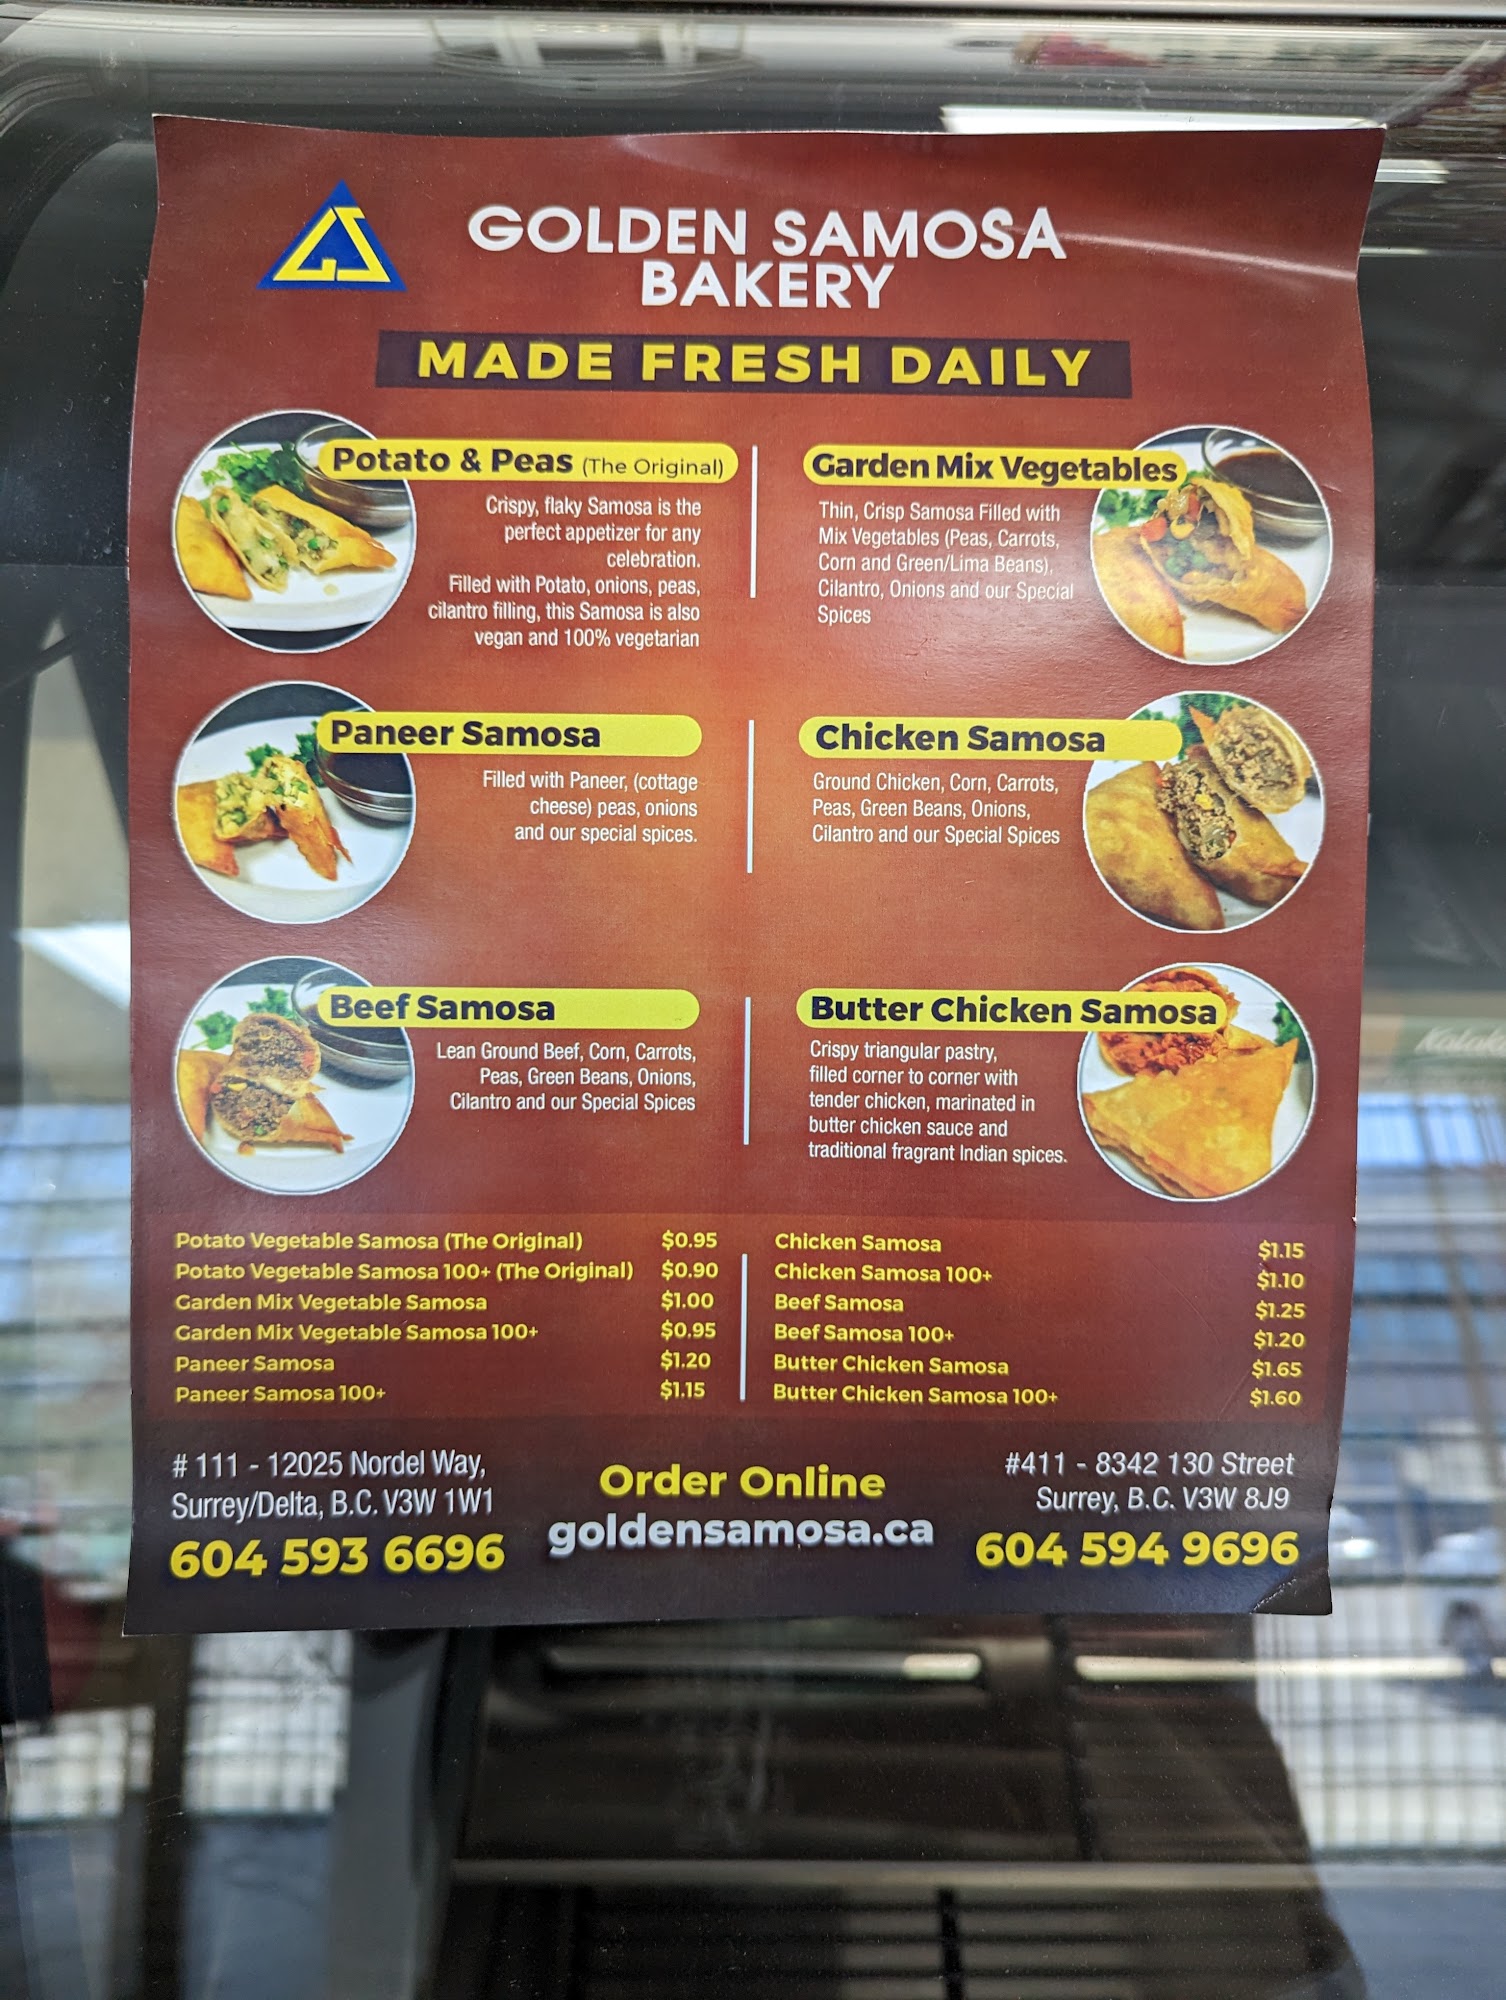 GOLDEN SAMOSA
BAKERY
MADE FRESH DAILY
Potato & Peas (The Original)
Crispy, flaky Samosa is the
perfect appetizer for any
celebration.
Filled with Potato, onions, peas,
cilantro filling, this Samosa is also
vegan and 100% vegetarian
Garden Mix Vegetables
Thin, Crisp Samosa Filled with
Mix Vegetables (Peas, Carrots,
Corn and Green/Lima Beans),
Cilantro, Onions and our Special
Spices
Paneer Samosa
Filled with Paneer, (cottage
cheese) peas, onions
and our special spices.
Chicken Samosa
Ground Chicken, Corn, Carrots,
Peas, Green Beans, Onions,
Cilantro and our Special Spices
Beef Samosa
Lean Ground Beef, Corn, Carrots,
Peas, Green Beans, Onions,
Cilantro and our Special Spices
Butter Chicken Samosa
Crispy triangular pastry,
filled corner to corner with
tender chicken, marinated in
butter chicken sauce and
traditional fragrant Indian spices.
Potato Vegetable Samosa (The Original) $0.95
Potato Vegetable Samosa 100+ (The Original) $0.90
Garden Mix Vegetable Samosa $1.00
Garden Mix Vegetable Samosa 100+ $0.95
Paneer Samosa $1.20
Paneer Samosa 100+ $1.15
Chicken Samosa $1.15
Chicken Samosa 100+ $1.10
Beef Samosa $1.25
Beef Samosa 100+ $1.20
Butter Chicken Samosa $1.65
Butter Chicken Samosa 100+ $1.60
# 111 - 12025 Nordel Way,
Surrey/Delta, B.C. V3W 1W1
604 593 6696
Order Online
goldensamosa.ca
#411 - 8342 130 Street
Surrey, B.C. V3W 8J9
604 594 9696